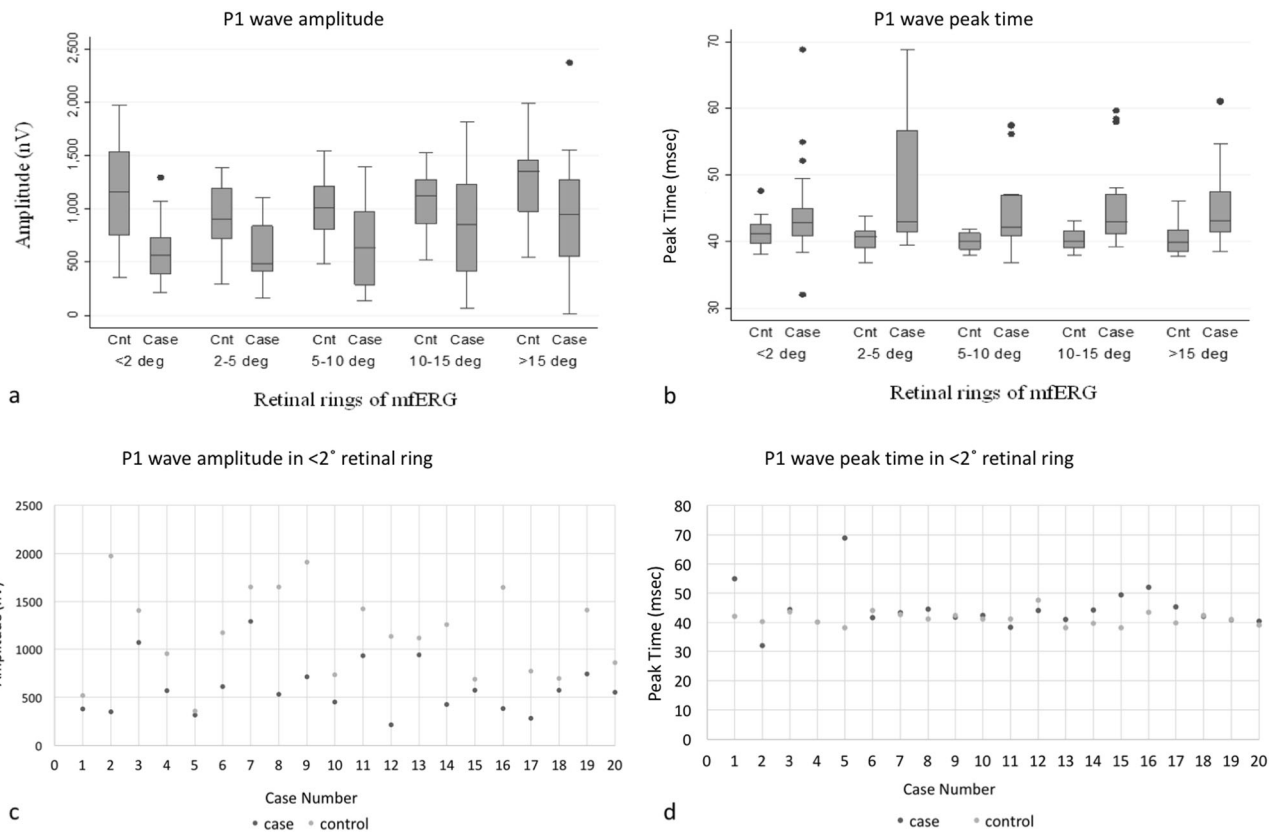 P1 wave amplitude
2,500
2,000
1,500
1,000
500
0
Amplitude (nV)
Cnt Case Cnt Case Cnt Case Cnt Case Cnt Case
<2 deg 2-5 deg 5-10 deg 10-15 deg >15 deg
Retinal rings of mfERG
a
P1 wave peak time
70
60
50
40
30
Peak Time (msec)
Cnt Case Cnt Case Cnt Case Cnt Case Cnt Case
<2 deg 2-5 deg 5-10 deg 10-15 deg >15 deg
Retinal rings of mfERG
b
P1 wave amplitude in <2˚ retinal ring
2500
2000
1500
1000
500
0
0 1 2 3 4 5 6 7 8 9 10 11 12 13 14 15 16 17 18 19 20
Case Number
case control
c
P1 wave peak time in <2˚ retinal ring
80
70
60
50
40
30
20
10
0
Peak Time (msec)
0 1 2 3 4 5 6 7 8 9 10 11 12 13 14 15 16 17 18 19 20
Case Number
case control
d